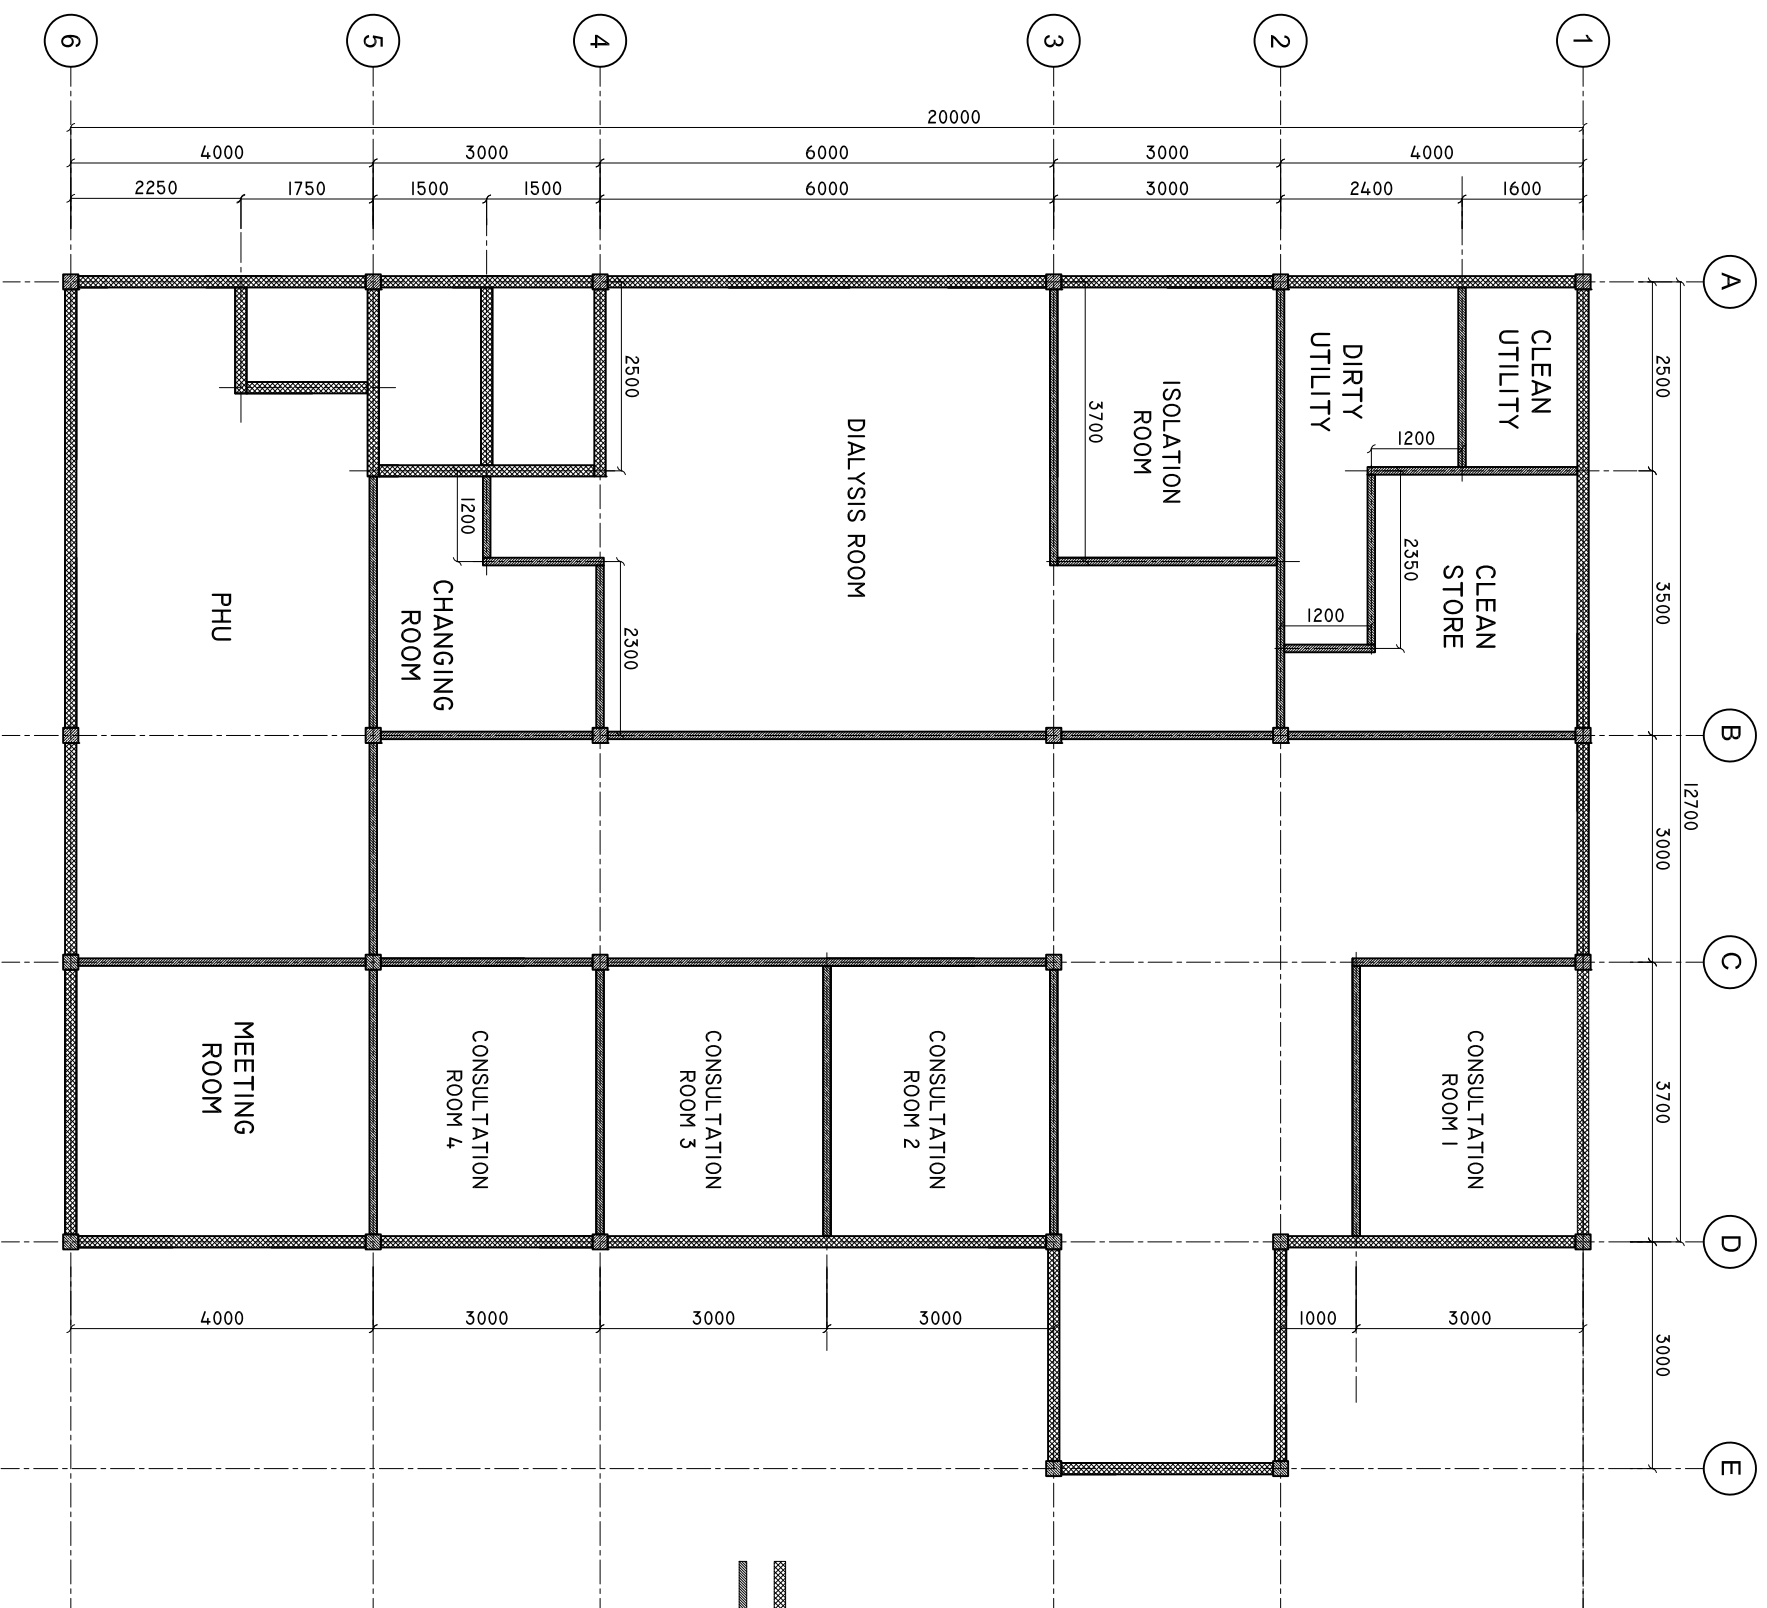 6
5
4
3
2
1
20000
4000
3000
6000
3000
4000
2250
1750
1500
1500
6000
3000
2400
1600
A
B
C
D
E
12700
2500
3500
3000
3700
3000
CLEAN
UTILITY
DIRTY
UTILITY
1200
2350
1200
CLEAN
STORE
ISOLATION
ROOM
3700
DIALYSIS ROOM
2500
1200
2300
CHANGING
ROOM
PHU
CONSULTATION
ROOM 1
CONSULTATION
ROOM 2
CONSULTATION
ROOM 3
CONSULTATION
ROOM 4
MEETING
ROOM
4000
3000
3000
3000
1000
3000